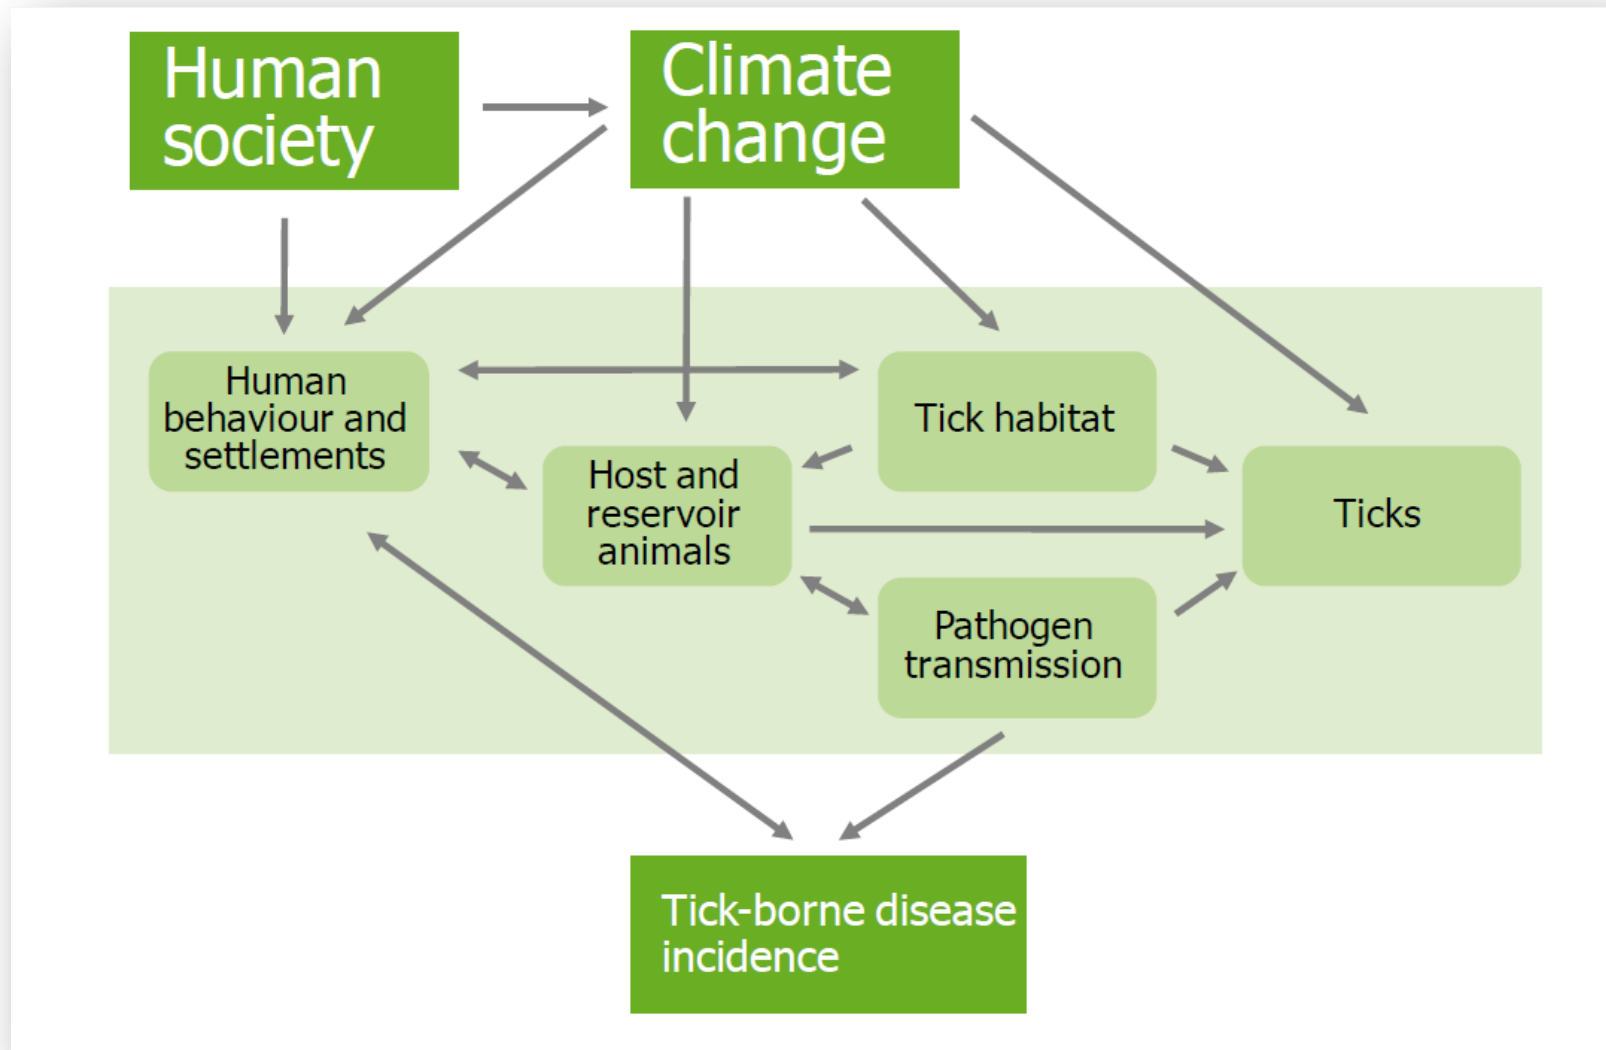 Human
society
Climate
change
Human
behaviour and
settlements
Tick habitat
Host and
reservoir
animals
Ticks
Pathogen
transmission
Tick-borne disease
incidence